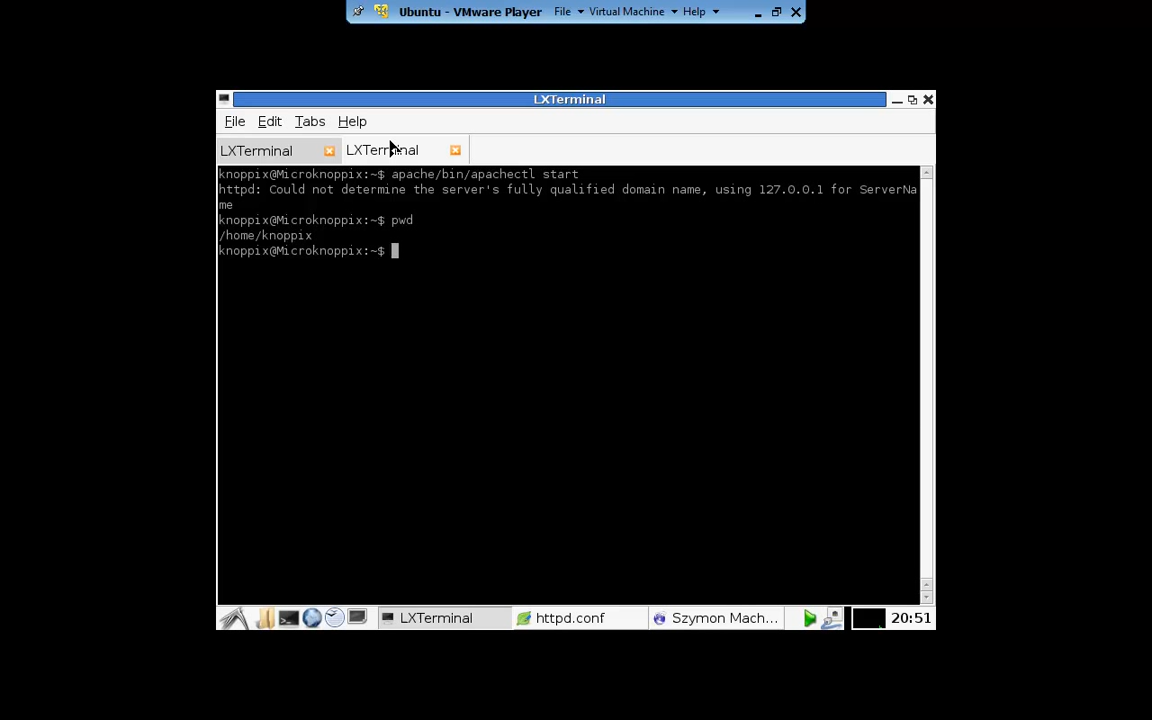 Ubuntu - VMware Player File Virtual Machine Help
LXTerminal
File Edit Tabs Help
LXTerminal LXTerminal
knoppix@Microknoppix:~$ apache/bin/apachectl start
httpd: Could not determine the server's fully qualified domain name, using 127.0.0.1 for ServerNa
me
knoppix@Microknoppix:~$ pwd
/home/knoppix
knoppix@Microknoppix:~$
LXTerminal httpd.conf Szymon Mach... 20:51